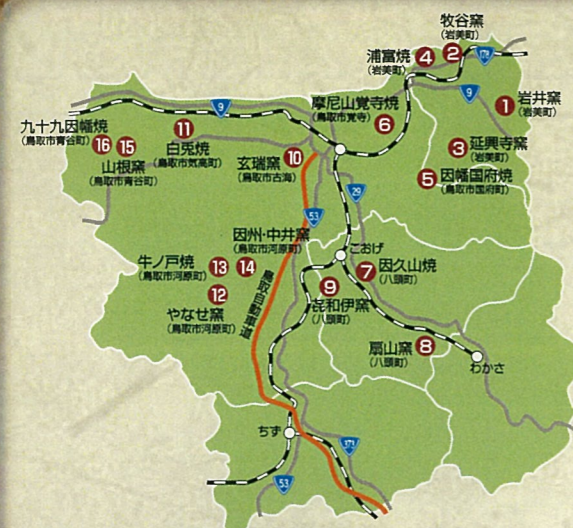 牧谷窯
(岩美町)
浦富焼
(岩美町)
4
2
178
9
1
岩井窯
(岩美町)
摩尼山覚寺焼
(鳥取市覚寺)
6
9
九十九因幡焼
(鳥取市青谷町)
16
15
山根窯
(鳥取市青谷町)
11
白兎焼
(鳥取市気高町)
玄瑞窯
(鳥取市古海)
10
3
延興寺窯
(岩美町)
5
因幡国府焼
(鳥取市国府町)
29
53
因州・中井窯
(鳥取市河原町)
牛ノ戸焼
(鳥取市河原町)
13
14
12
やなせ窯
(鳥取市河原町)
鳥取自動車道
こおげ
7
因久山焼
(八頭町)
9
毘和伊窯
(八頭町)
扇山窯
(八頭町)
8
わかさ
ちず
373
53